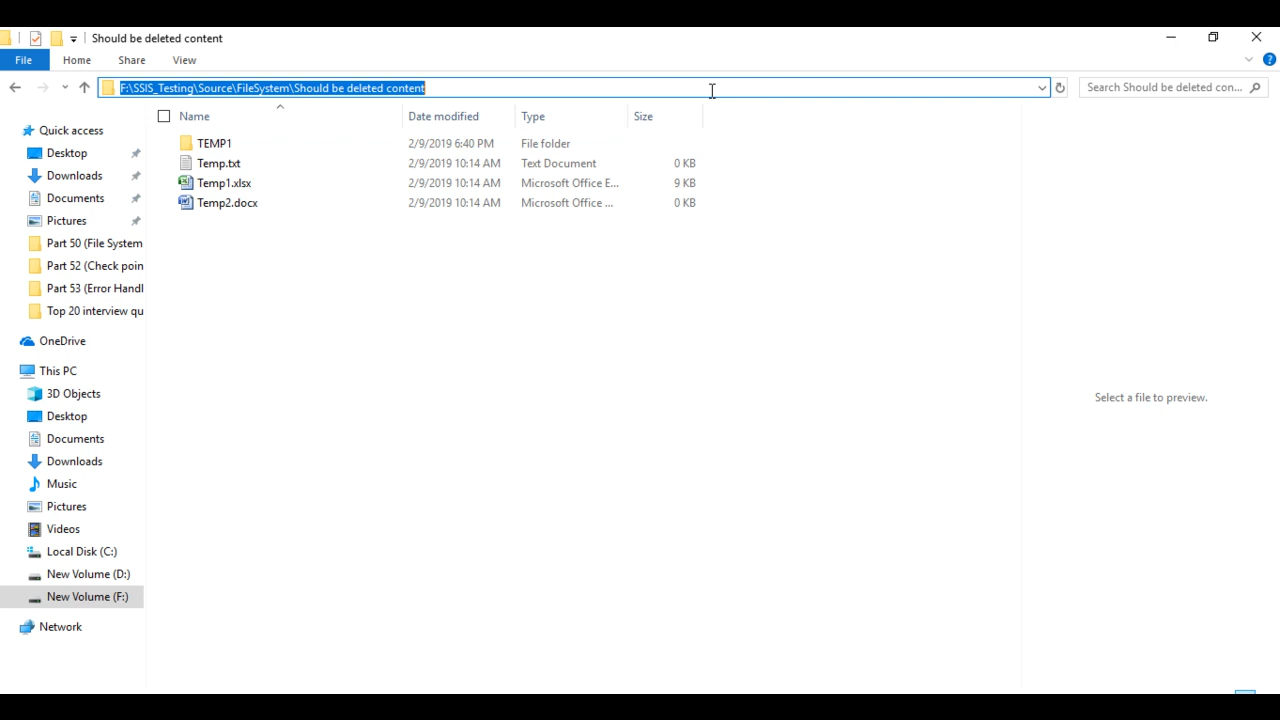 Should be deleted content
File Home Share View
F:\SSIS_Testing\Source\FileSystem\Should be deleted content
Search Should be deleted con...
Name Date modified Type Size
TEMP1 2/9/2019 6:40 PM File folder
Temp.txt 2/9/2019 10:14 AM Text Document 0 KB
Temp1.xlsx 2/9/2019 10:14 AM Microsoft Office E... 9 KB
Temp2.docx 2/9/2019 10:14 AM Microsoft Office ... 0 KB
Quick access
Desktop
Downloads
Documents
Pictures
Part 50 (File System
Part 52 (Check poin
Part 53 (Error Handl
Top 20 interview qu
OneDrive
This PC
3D Objects
Desktop
Documents
Downloads
Music
Pictures
Videos
Local Disk (C:)
New Volume (D:)
New Volume (F:)
Network
Select a file to preview.